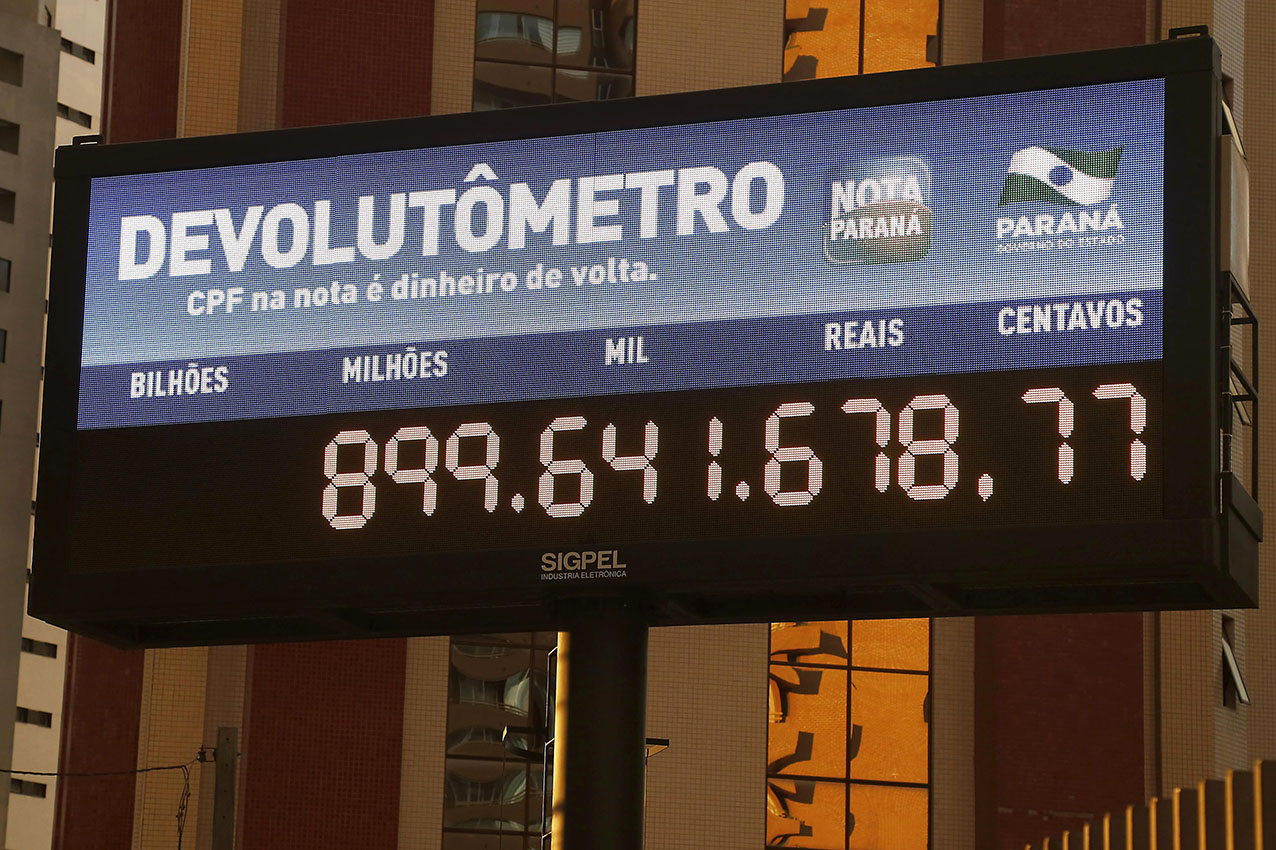 DEVOLUTÔMETRO
CPF na nota é dinheiro de volta.
NOTA
PARANÁ
PARANÁ
GOVERNO DO ESTADO
BILHÕES MILHÕES MIL REAIS CENTAVOS
899.641.678.77
SIGPEL
INDUSTRIA ELETRÔNICA